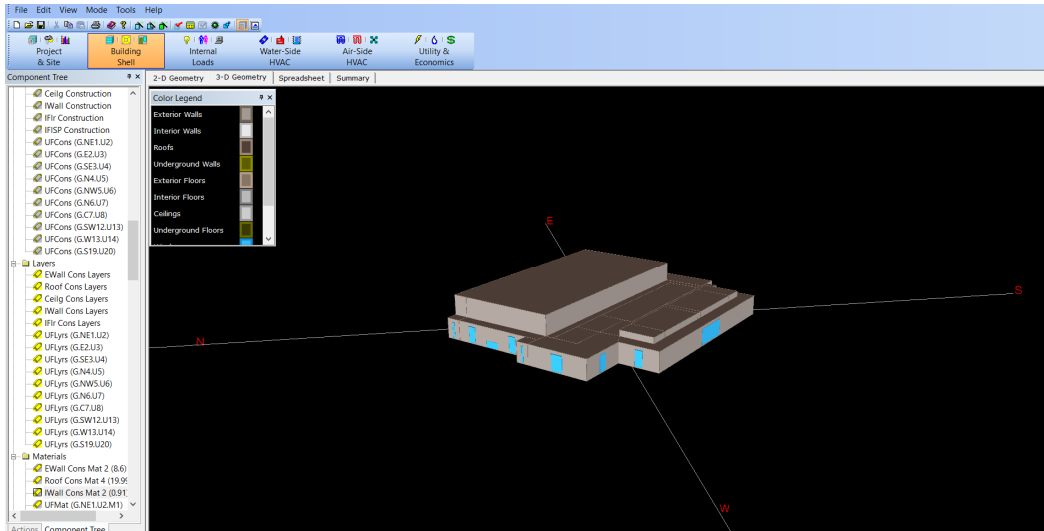 File Edit View Mode Tools Help
Project & Site
Building Shell
Internal Loads
Water-Side HVAC
Air-Side HVAC
Utility & Economics
Component Tree
2-D Geometry 3-D Geometry Spreadsheet Summary
Ceilg Construction
IWall Construction
IFlr Construction
IFISP Construction
UFCons (G.NE1.U2)
UFCons (G.E2.U3)
UFCons (G.SE3.U4)
UFCons (G.N4.U5)
UFCons (G.NW5.U6)
UFCons (G.N6.U7)
UFCons (G.C7.U8)
UFCons (G.SW12.U13)
UFCons (G.W13.U14)
UFCons (G.S19.U20)
Layers
EWall Cons Layers
Roof Cons Layers
Ceilg Cons Layers
IWall Cons Layers
IFlr Cons Layers
UFLyrs (G.NE1.U2)
UFLyrs (G.E2.U3)
UFLyrs (G.SE3.U4)
UFLyrs (G.N4.U5)
UFLyrs (G.NW5.U6)
UFLyrs (G.N6.U7)
UFLyrs (G.C7.U8)
UFLyrs (G.SW12.U13)
UFLyrs (G.W13.U14)
UFLyrs (G.S19.U20)
Materials
EWall Cons Mat 2 (8.6)
Roof Cons Mat 4 (19.99
IWall Cons Mat 2 (0.91)
UFMat (G.NE1.U2.M1)
Actions Component Tree
Color Legend
Exterior Walls
Interior Walls
Roofs
Underground Walls
Exterior Floors
Interior Floors
Ceilings
Underground Floors
E
S
N
W